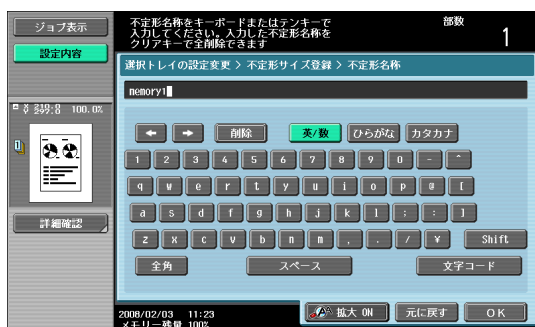 ジョブ表示
設定内容
不定形名称をキーボードまたはテンキーで
入力してください。入力した不定形名称を
クリアキーで全削除できます
部数
1
選択トレイの設定変更 > 不定形サイズ登録 > 不定形名称
memory1
100.0%
← → 削除 英/数 ひらがな カタカナ
1 2 3 4 5 6 7 8 9 0 - ^
q w e r t y u i o p @ [
a s d f g h j k l ; : ]
z x c v b n m , . / ¥ Shift
全角 スペース 文字コード
詳細確認
2008/02/03 11:23
メモリー残量 100%
拡大 ON 元に戻す OK